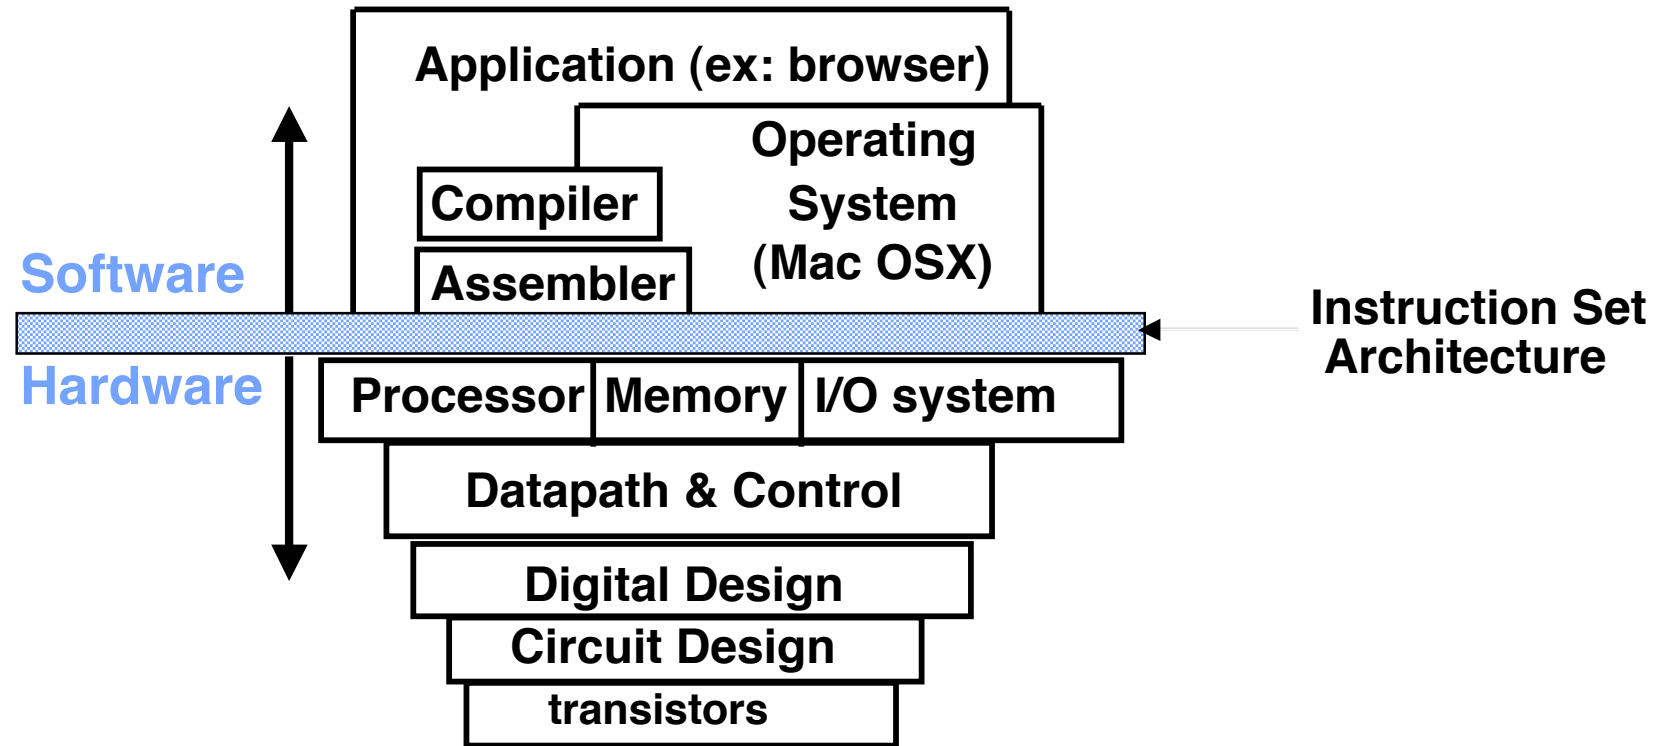 Application (ex: browser)
Operating
System
(Mac OSX)
Compiler
Assembler
Software
Hardware
Instruction Set
Architecture
Processor
Memory
I/O system
Datapath & Control
Digital Design
Circuit Design
transistors